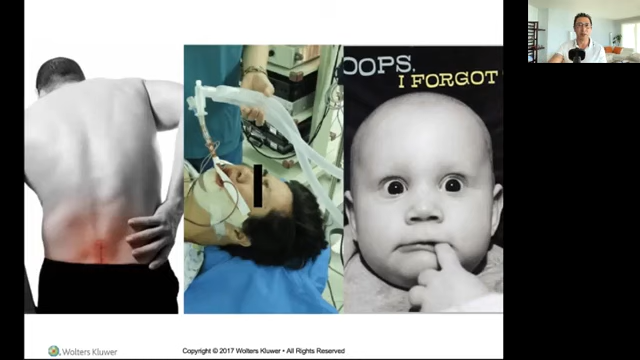 OOPS,
I FORGOT
Wolters Kluwer
Copyright © 2017 Wolters Kluwer • All Rights Reserved